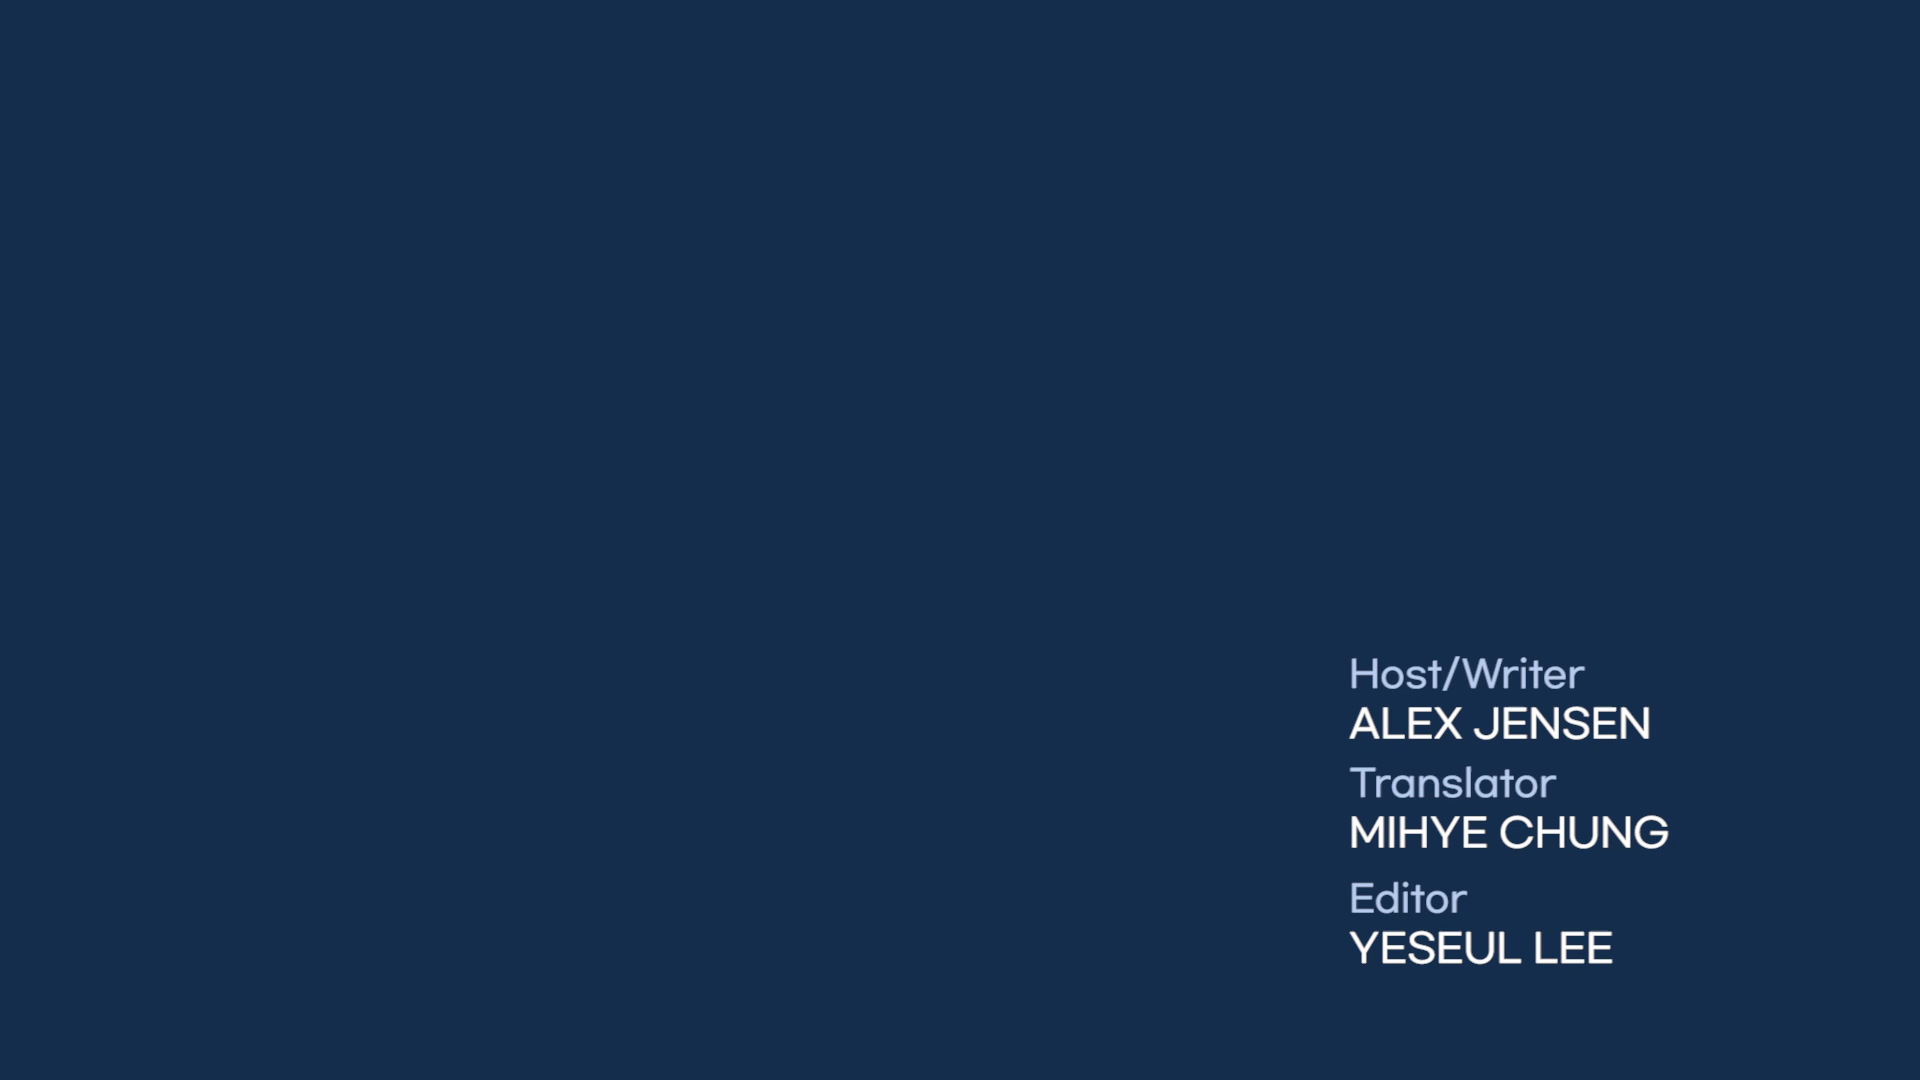 Host/Writer
ALEX JENSEN
Translator
MIHYE CHUNG
Editor
YESEUL LEE